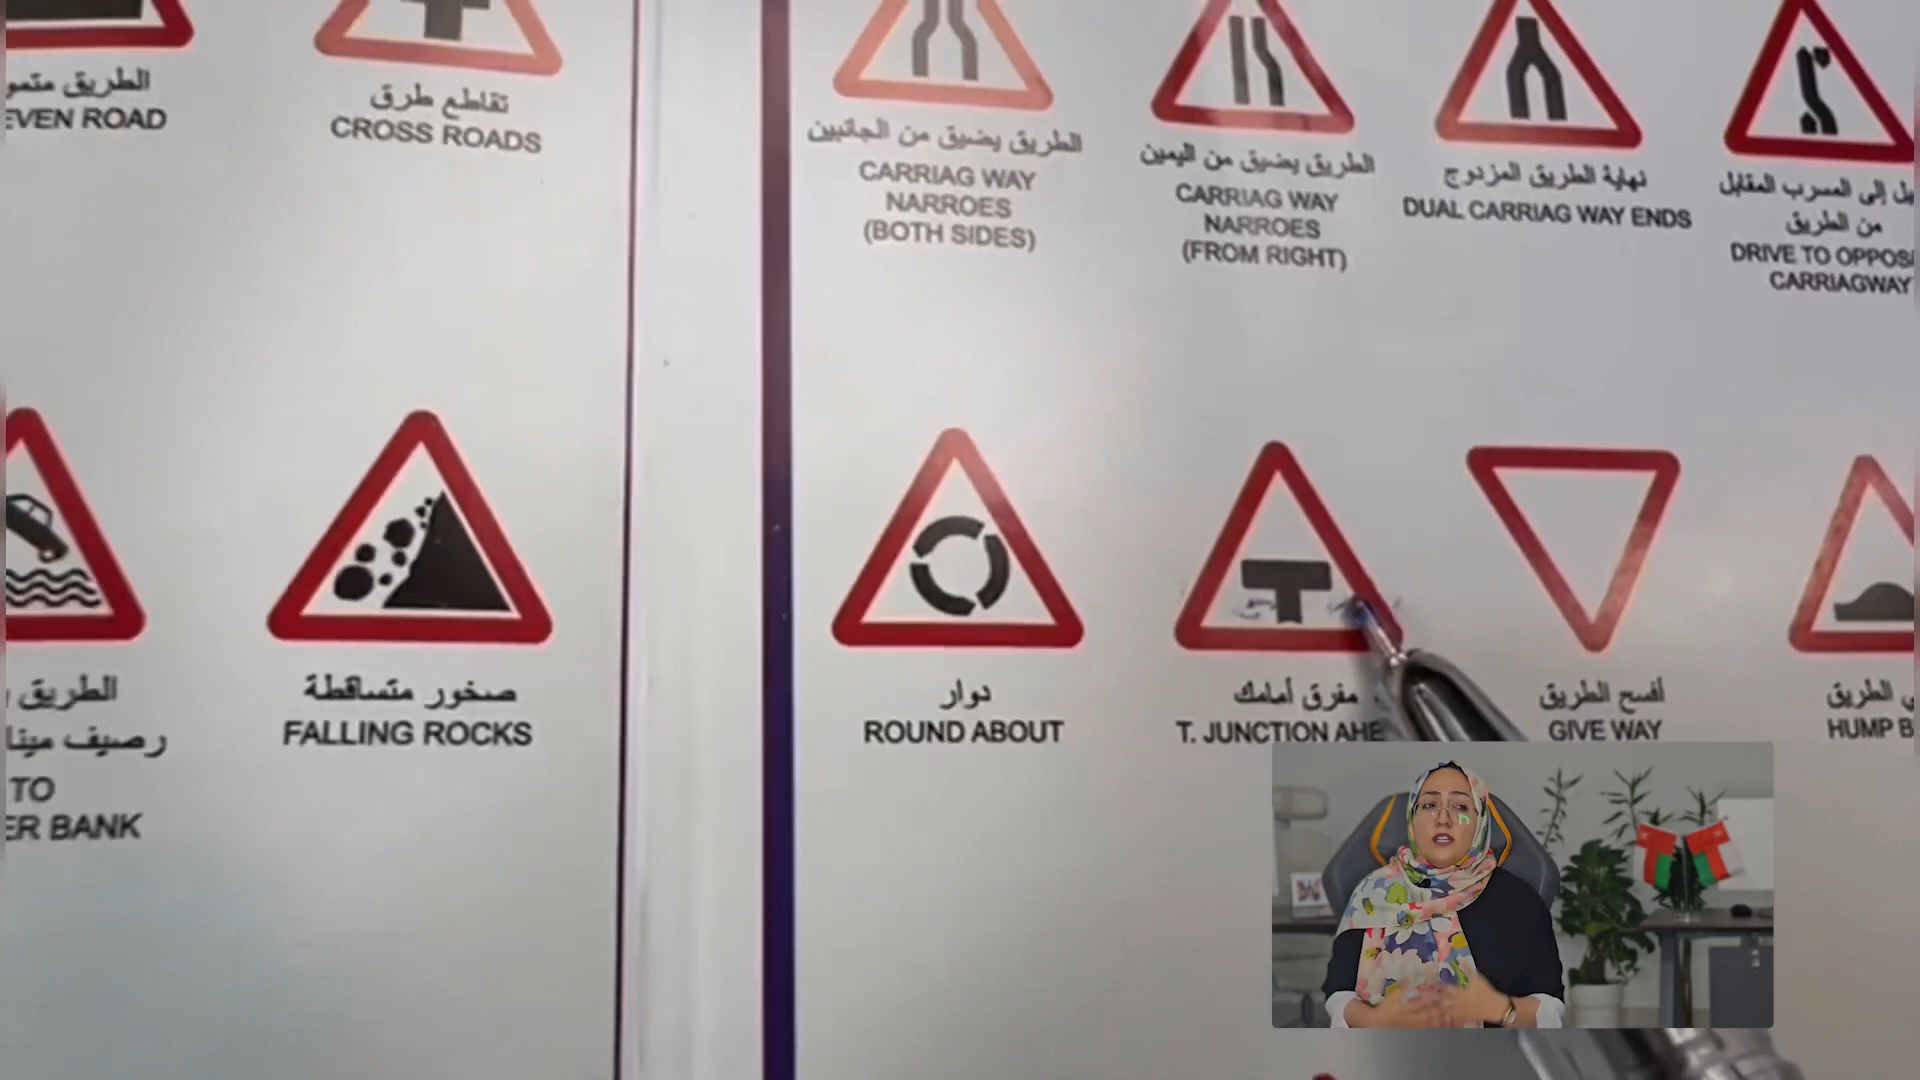 الطريق
EVEN ROAD
تقاطع طرق
CROSS ROADS
الطريق يضيق من الجانبين
CARRIAG WAY
NARROES
(BOTH SIDES)
الطريق يضيق من اليمين
CARRIAG WAY
NARROES
(FROM RIGHT)
نهاية الطريق المزدوج
DUAL CARRIAG WAY ENDS
إلى المسرب المقابل
من الطريق
DRIVE TO OPPOS
CARRIAGWAY
الطريق
رصيف
TO
ER BANK
صخور متساقطة
FALLING ROCKS
دوار
ROUND ABOUT
مفرق أمامك
T. JUNCTION AHE
أفسح الطريق
GIVE WAY
الطريق
HUMP B